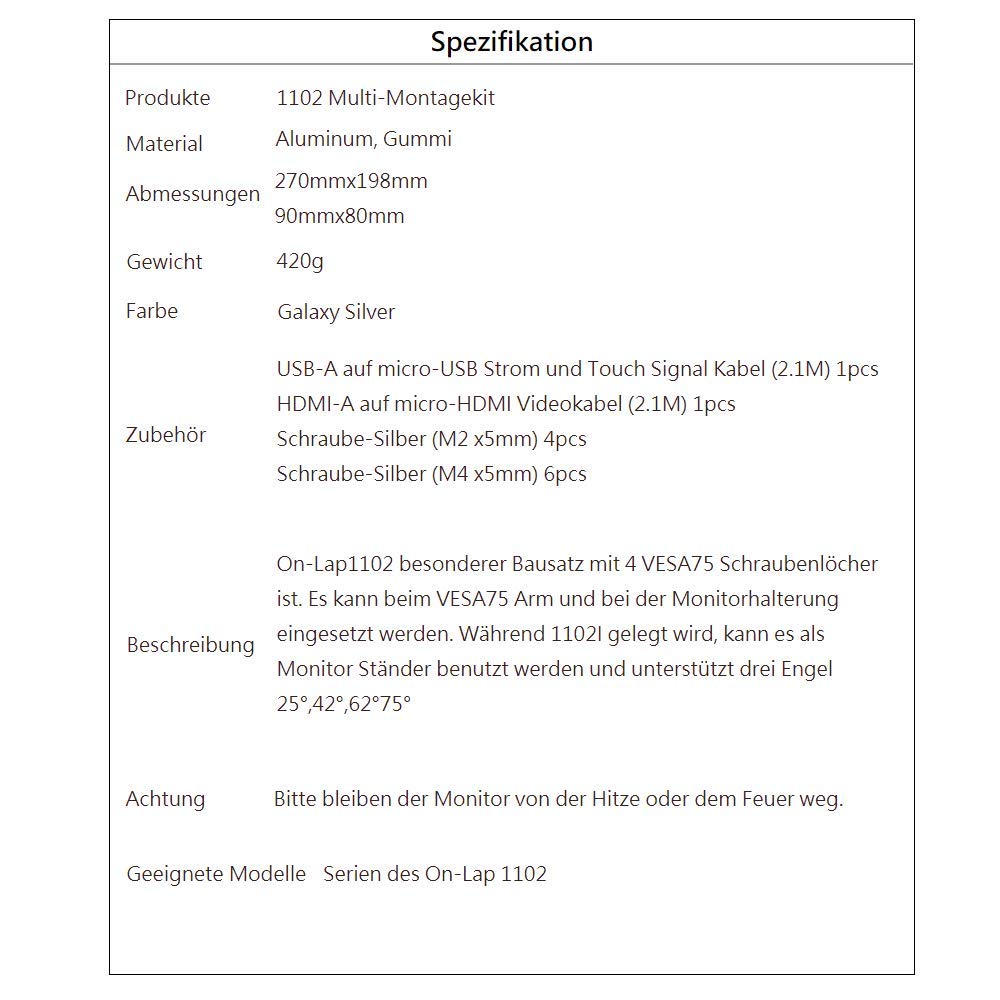 Spezifikation
Produkte 1102 Multi-Montagekit
Material Aluminum, Gummi
Abmessungen 270mmx198mm
90mmx80mm
Gewicht 420g
Farbe Galaxy Silver
Zubehör USB-A auf micro-USB Strom und Touch Signal Kabel (2.1M) 1pcs
HDMI-A auf micro-HDMI Videokabel (2.1M) 1pcs
Schraube-Silber (M2 x5mm) 4pcs
Schraube-Silber (M4 x5mm) 6pcs
Beschreibung On-Lap1102 besonderer Bausatz mit 4 VESA75 Schraubenlöcher
ist. Es kann beim VESA75 Arm und bei der Monitorhalterung
eingesetzt werden. Während 1102I gelegt wird, kann es als
Monitor Ständer benutzt werden und unterstützt drei Engel
25°,42°,62°75°
Achtung Bitte bleiben der Monitor von der Hitze oder dem Feuer weg.
Geeignete Modelle Serien des On-Lap 1102